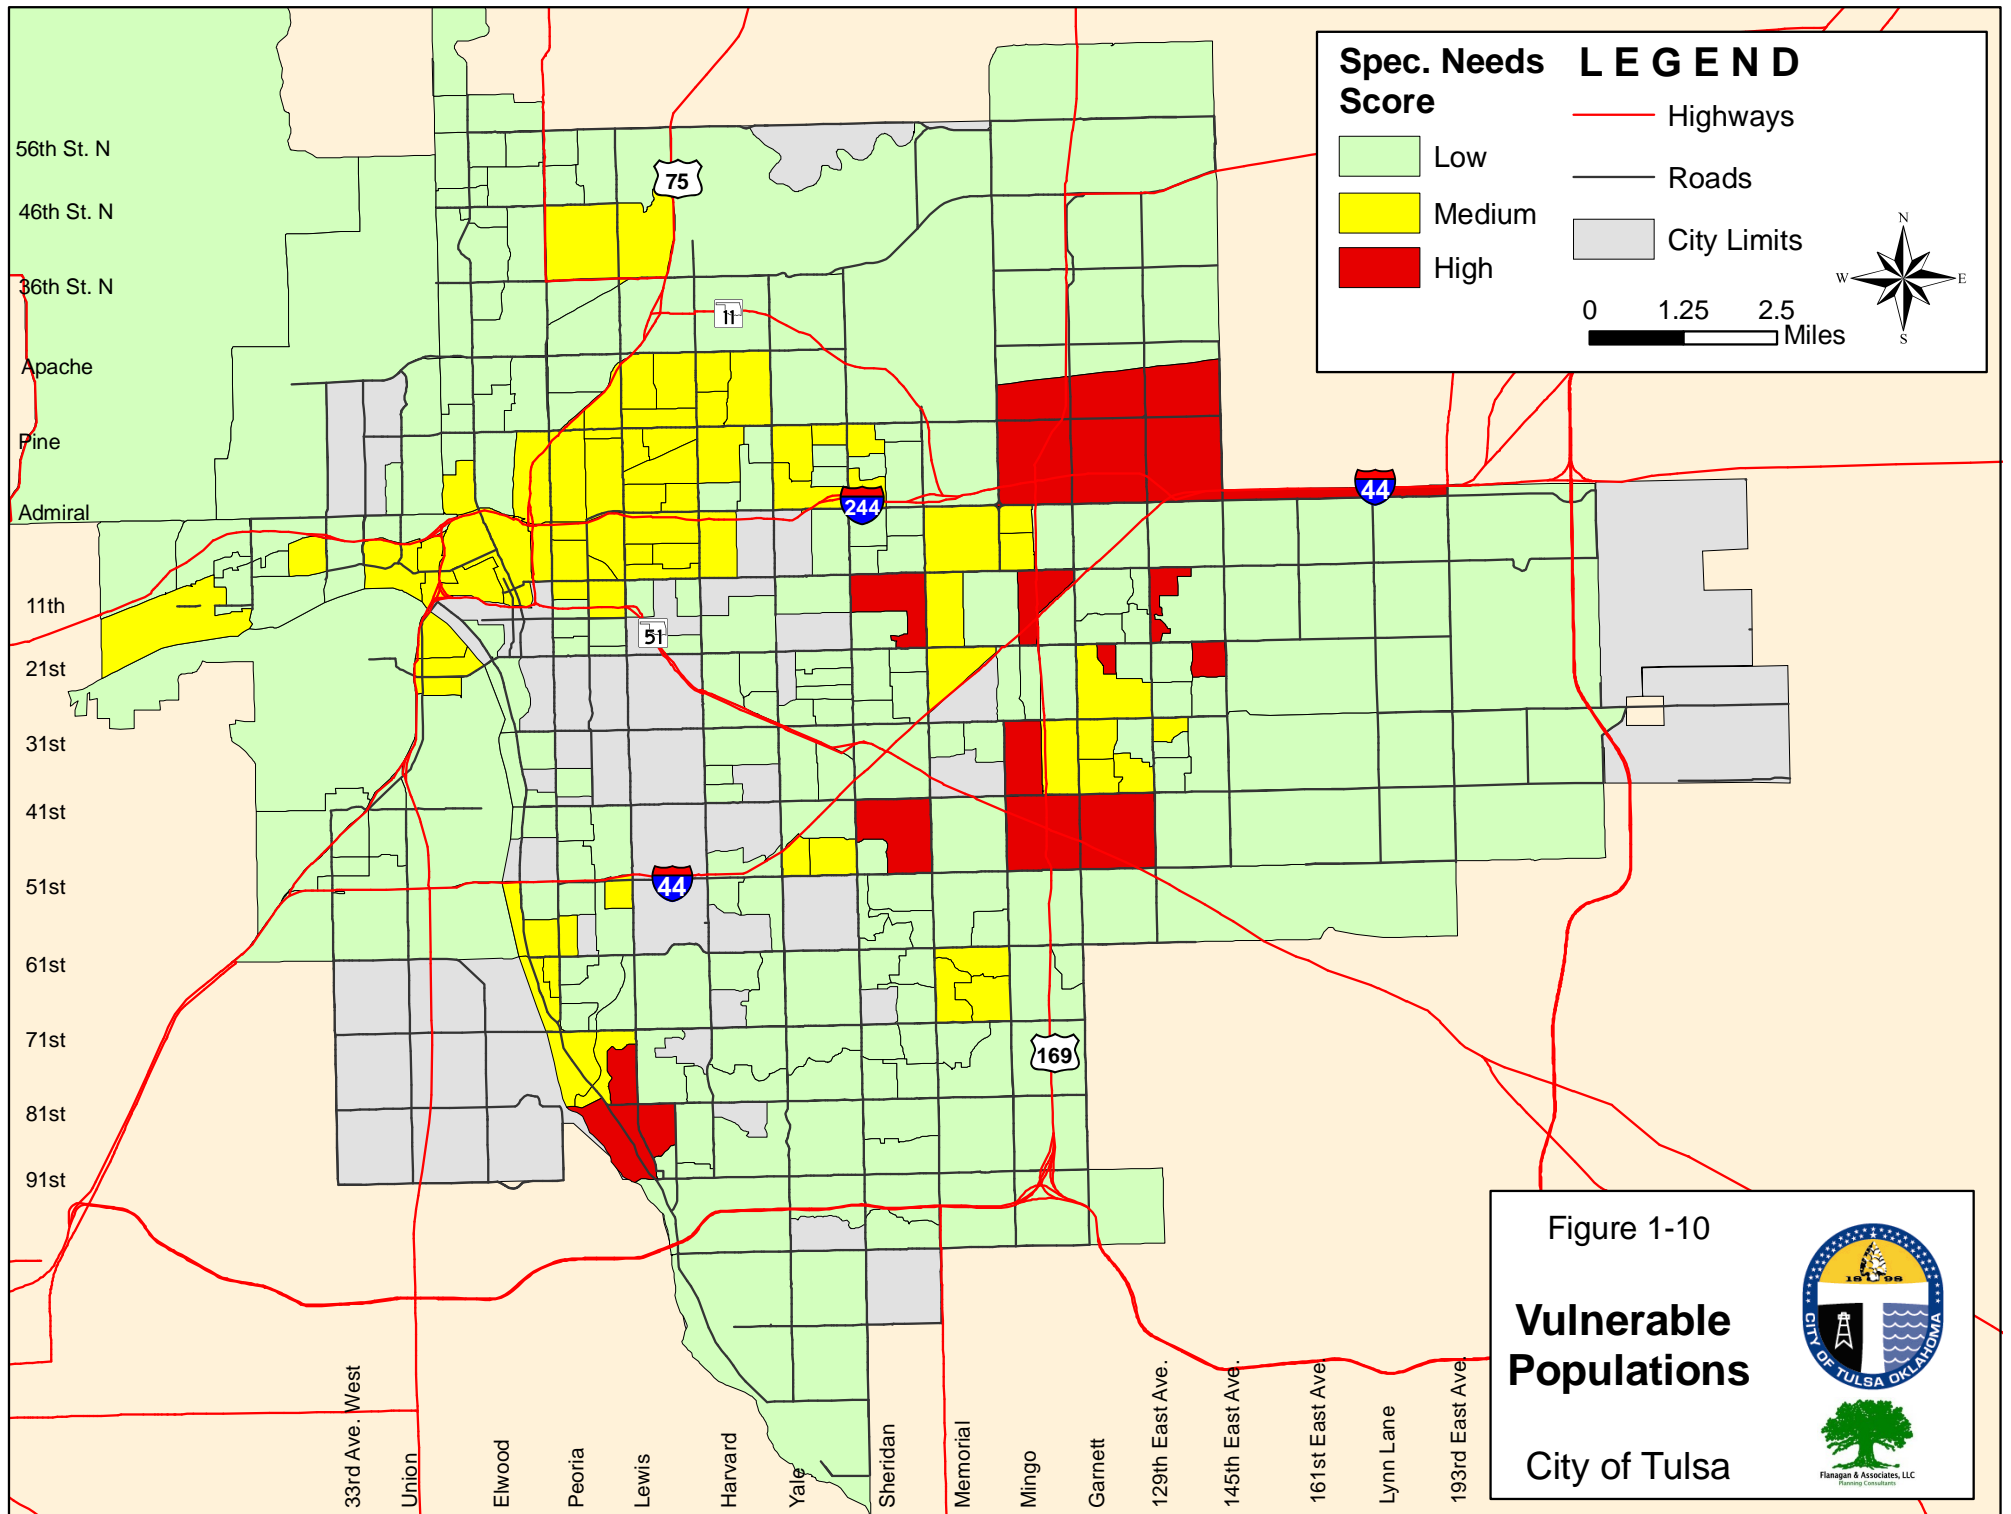 Spec. Needs
Score
LEGEND
Low
Medium
High
Highways
Roads
City Limits
N
W
E
S
0 1.25 2.5
Miles
56th St. N
46th St. N
36th St. N
Apache
Pine
Admiral
11th
21st
31st
41st
51st
61st
71st
81st
91st
75
11
244
44
51
44
169
33rd Ave. West
Union
Elwood
Peoria
Lewis
Harvard
Yale
Sheridan
Memorial
Mingo
Garnett
129th East Ave.
145th East Ave.
161st East Ave.
Lynn Lane
193rd East Ave.
Figure 1-10
Vulnerable
Populations
City of Tulsa
1898
CITY OF TULSA OKLAHOMA
Flanagan & Associates, LLC
Planning Consultants